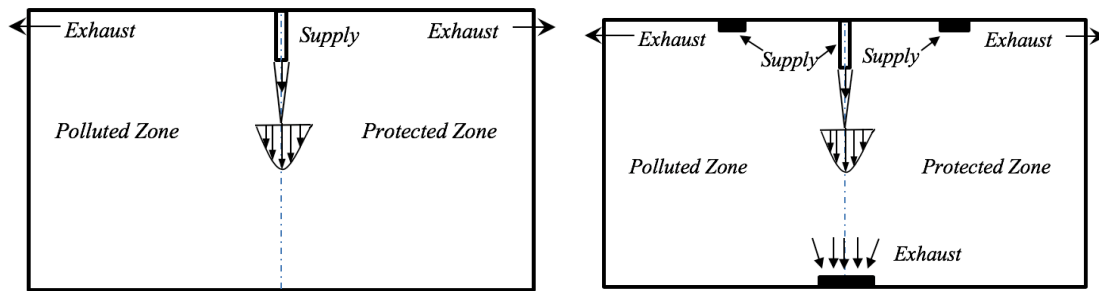 Exhaust
Supply
Exhaust
Polluted Zone
Protected Zone
Exhaust
Supply
Supply
Exhaust
Polluted Zone
Protected Zone
Exhaust